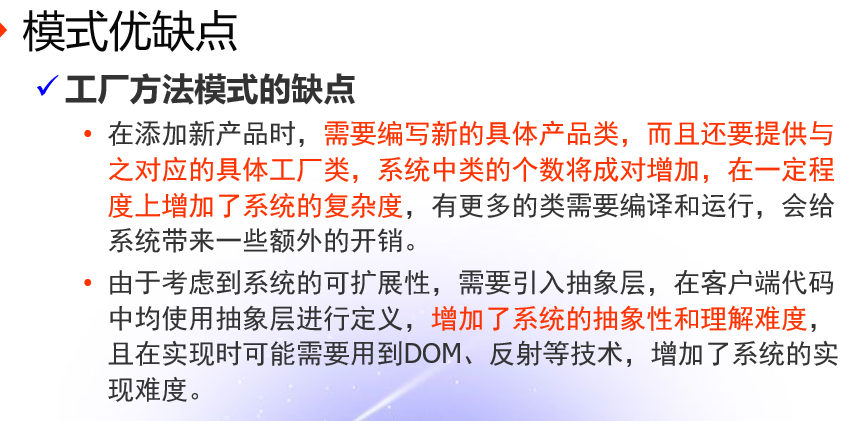 模式优缺点
工厂方法模式的缺点
在添加新产品时，需要编写新的具体产品类，而且还要提供与
之对应的具体工厂类，系统中类的个数将成对增加，在一定程
度上增加了系统的复杂度，有更多的类需要编译和运行，会给
系统带来一些额外的开销。
由于考虑到系统的可扩展性，需要引入抽象层，在客户端代码
中均使用抽象层进行定义，增加了系统的抽象性和理解难度，
且在实现时可能需要用到DOM、反射等技术，增加了系统的实
现难度。